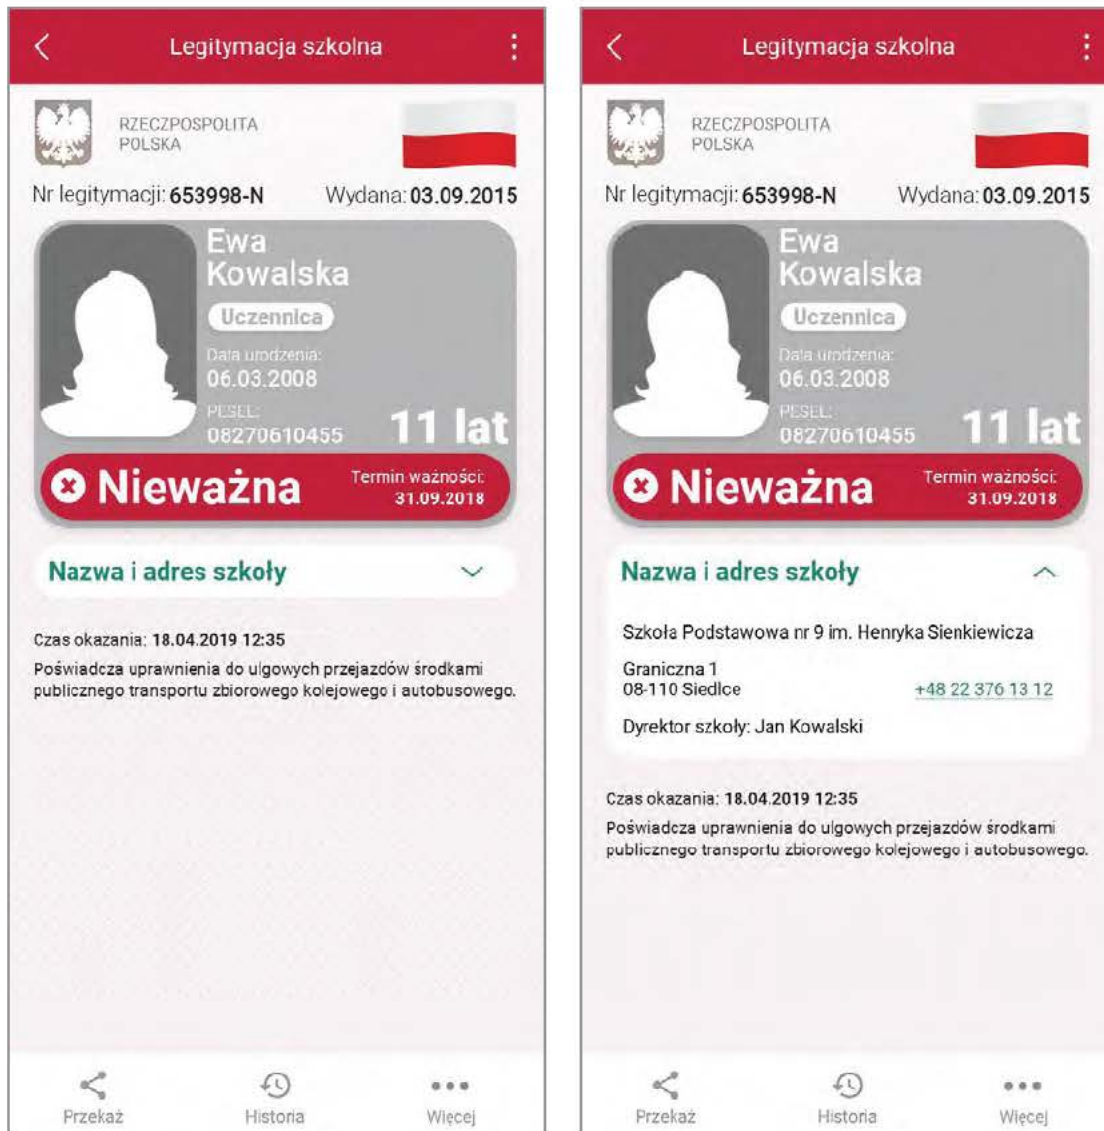 Legitymacja szkolna
RZECZPOSPOLITA
POLSKA
Nr legitymacji: 653998-N Wydana: 03.09.2015
Ewa
Kowalska
Uczennica
Data urodzenia:
06.03.2008
PESEL:
08270610455
11 lat
Nieważna
Termin ważności:
31.09.2018
Nazwa i adres szkoły
Czas okazania: 18.04.2019 12:35
Poświadcza uprawnienia do ulgowych przejazdów środkami
publicznego transportu zbiorowego kolejowego i autobusowego.
Przekaż Historia Więcej
Legitymacja szkolna
RZECZPOSPOLITA
POLSKA
Nr legitymacji: 653998-N Wydana: 03.09.2015
Ewa
Kowalska
Uczennica
Data urodzenia:
06.03.2008
PESEL:
08270610455
11 lat
Nieważna
Termin ważności:
31.09.2018
Nazwa i adres szkoły
Szkoła Podstawowa nr 9 im. Henryka Sienkiewicza
Graniczna 1
08-110 Siedlce +48 22 376 13 12
Dyrektor szkoły: Jan Kowalski
Czas okazania: 18.04.2019 12:35
Poświadcza uprawnienia do ulgowych przejazdów środkami
publicznego transportu zbiorowego kolejowego i autobusowego.
Przekaż Historia Więcej